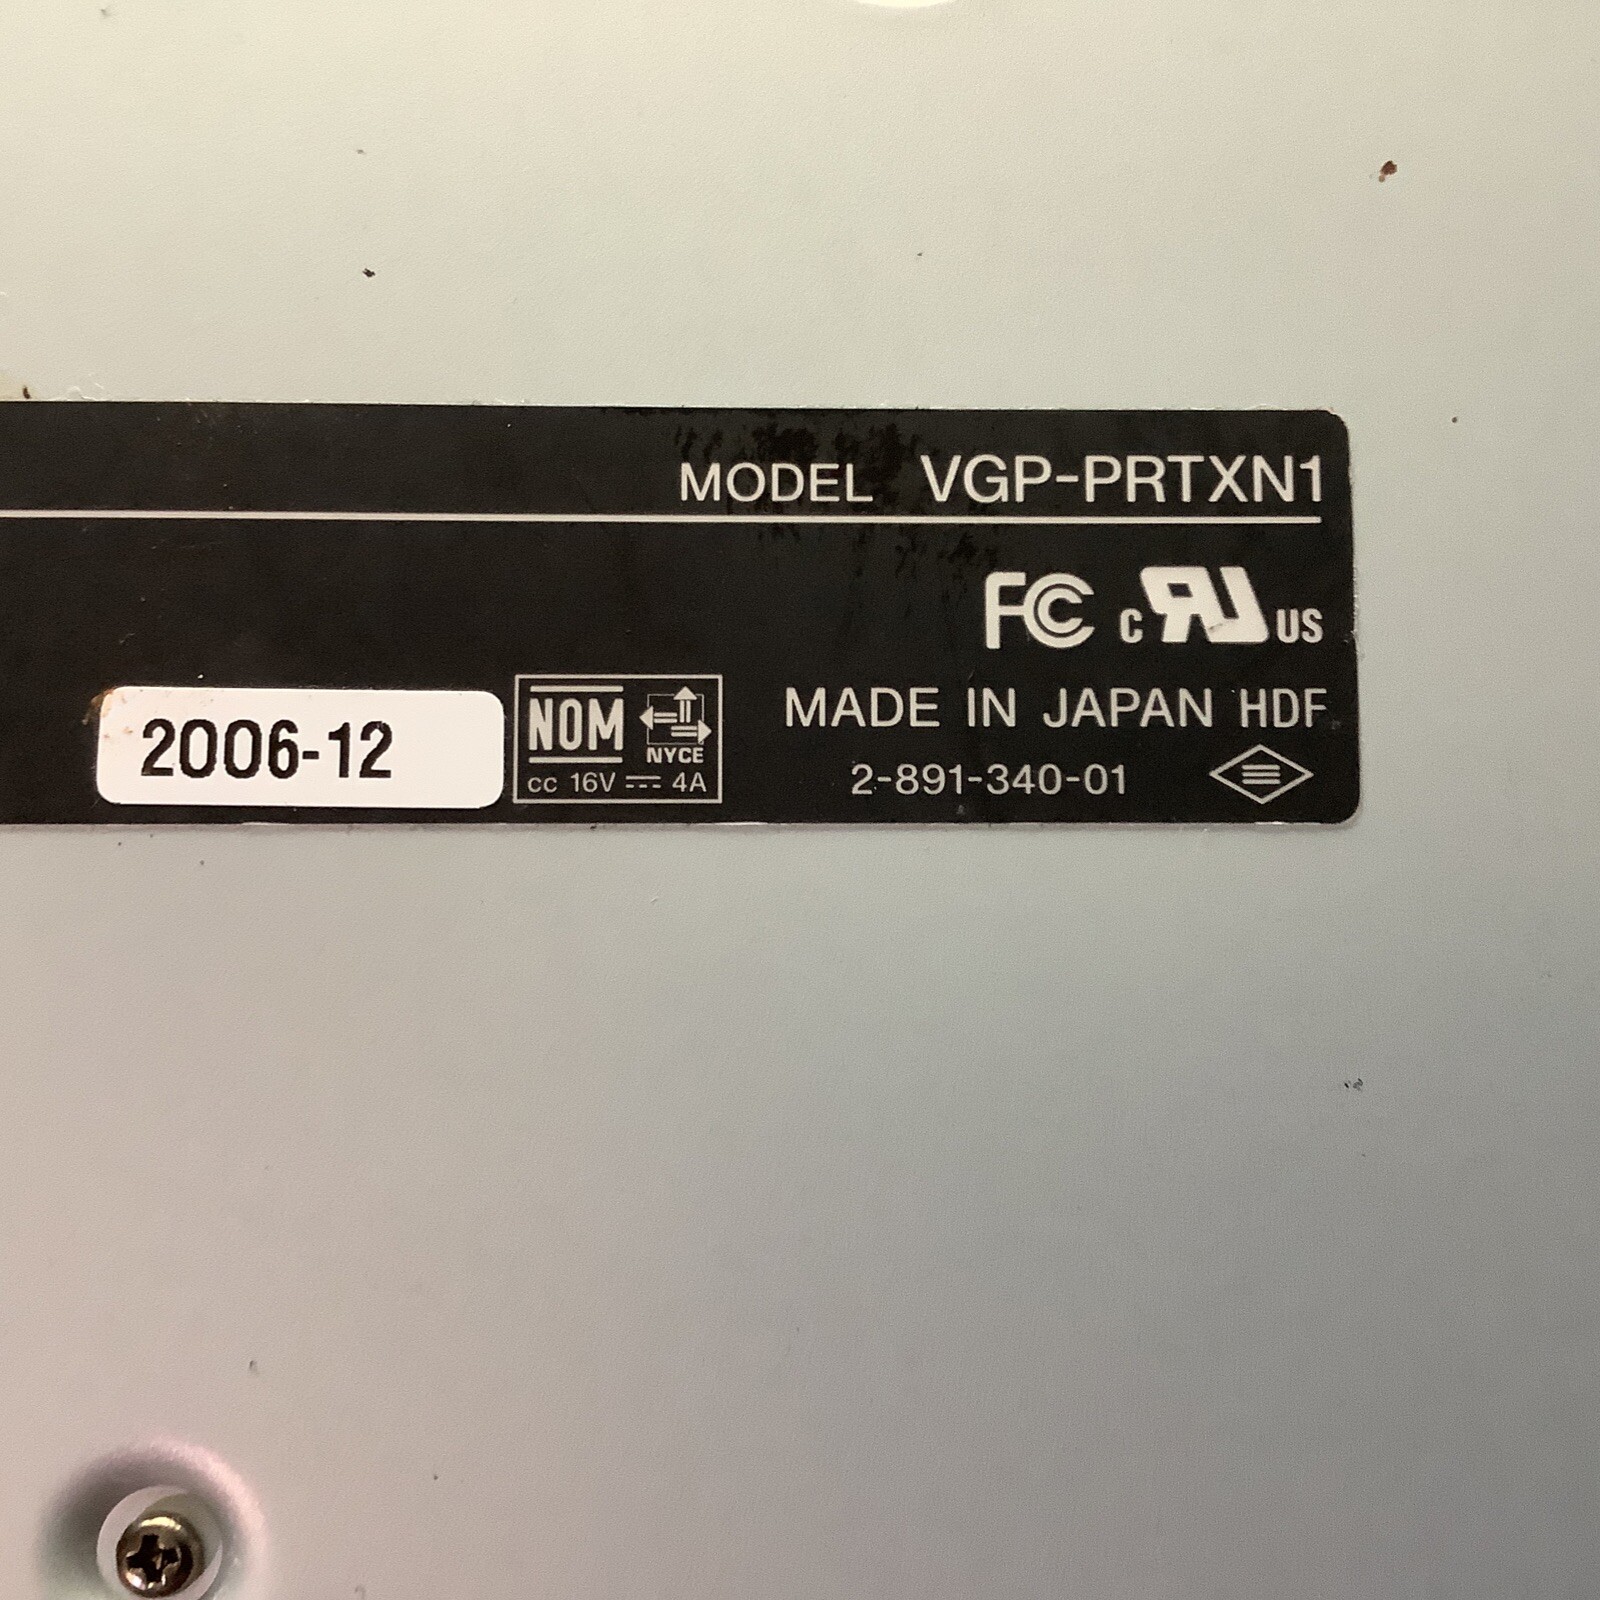 MODEL VGP-PRTXN1
FC c RU US
2006-12
NOM
NYCE
cc 16V 4A
MADE IN JAPAN HDF
2-891-340-01